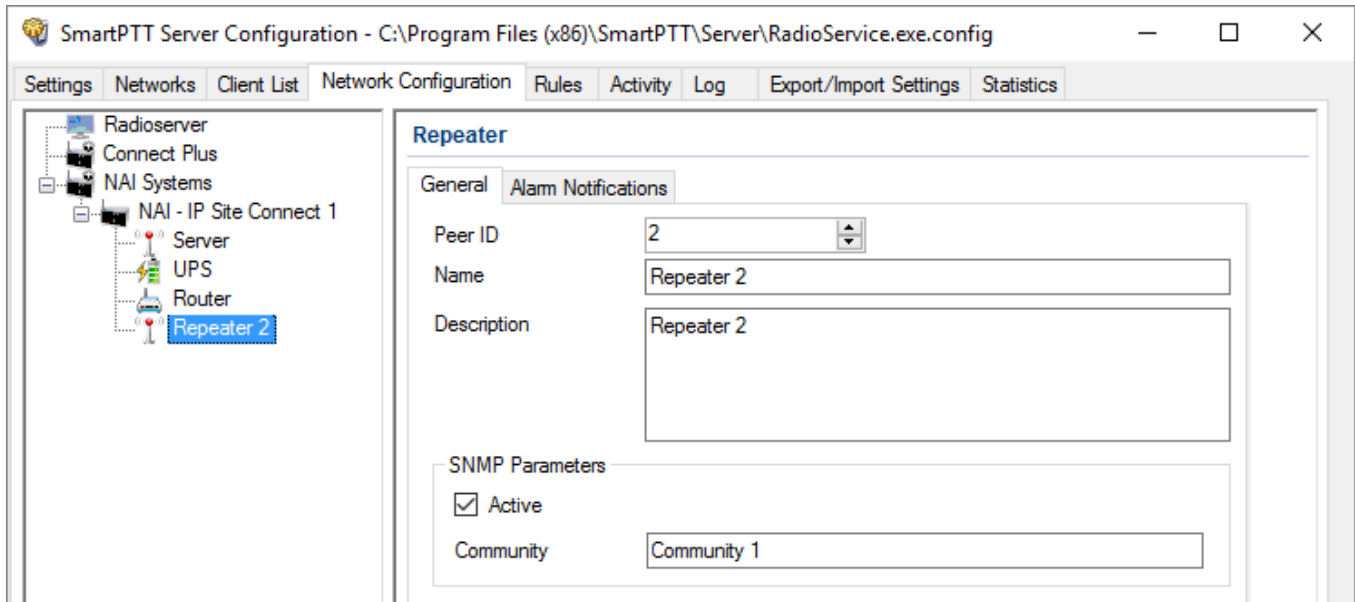 SmartPTT Server Configuration - C:\Program Files (x86)\SmartPTT\Server\RadioService.exe.config
Settings Networks Client List Network Configuration Rules Activity Log Export/Import Settings Statistics
Radioserver
Connect Plus
NAI Systems
NAI - IP Site Connect 1
Server
UPS
Router
Repeater 2
Repeater
General Alarm Notifications
Peer ID 2
Name Repeater 2
Description Repeater 2
SNMP Parameters
Active
Community Community 1